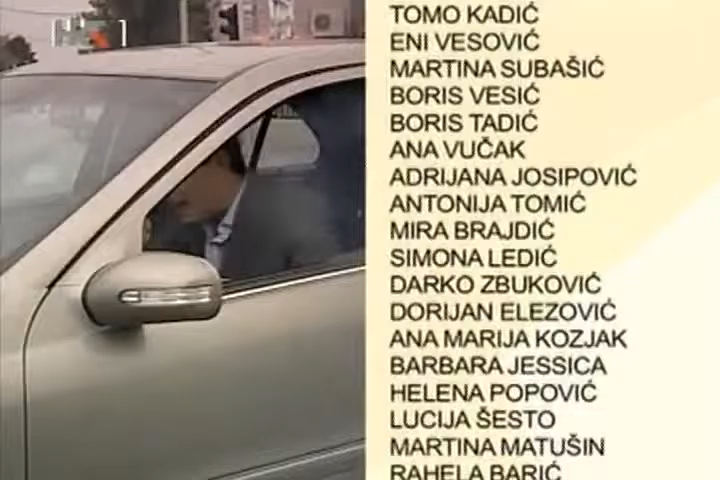 HRT
TOMO KADIĆ
ENI VESOVIĆ
MARTINA SUBAŠIĆ
BORIS VESIĆ
BORIS TADIĆ
ANA VUČAK
ADRIJANA JOSIPOVIĆ
ANTONIJA TOMIĆ
MIRA BRAJDIĆ
SIMONA LEDIĆ
DARKO ZBUKOVIĆ
DORIJAN ELEZOVIĆ
ANA MARIJA KOZJAK
BARBARA JESSICA
HELENA POPOVIĆ
LUCIJA ŠESTO
MARTINA MATUŠIN
RAHELA BARIĆ